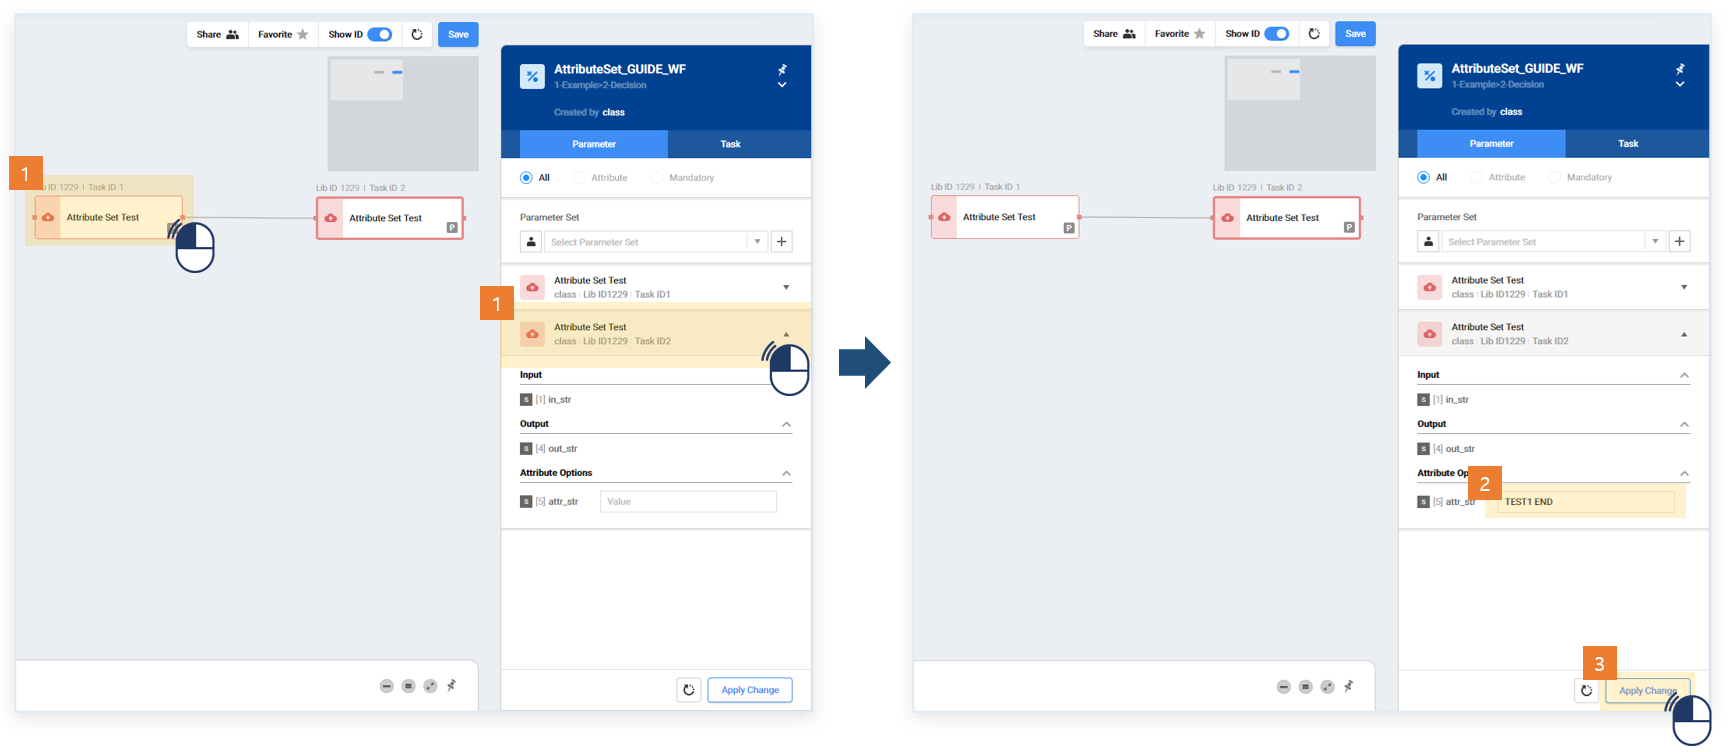 Share
Favorite
Show ID
Save
AttributeSet_GUIDE_WF
1-Example>2-Decision
Created by class
Parameter
Task
1
ID 1229 | Task ID 1
Attribute Set Test
Lib ID 1229 | Task ID 2
Attribute Set Test
P
All
Attribute
Mandatory
Parameter Set
Select Parameter Set
Attribute Set Test
class | Lib ID1229 | Task ID1
1
Attribute Set Test
class | Lib ID1229 | Task ID2
Input
S [1] in_str
Output
S [4] out_str
Attribute Options
S [5] attr_str
Value
Apply Change
Share
Favorite
Show ID
Save
AttributeSet_GUIDE_WF
1-Example>2-Decision
Created by class
Parameter
Task
Lib ID 1229 | Task ID 1
Attribute Set Test
P
Lib ID 1229 | Task ID 2
Attribute Set Test
P
All
Attribute
Mandatory
Parameter Set
Select Parameter Set
Attribute Set Test
class | Lib ID1229 | Task ID1
Attribute Set Test
class | Lib ID1229 | Task ID2
Input
S [1] in_str
Output
S [4] out_str
Attribute Op
2
S [5] attr_str
TEST1 END
3
Apply Change